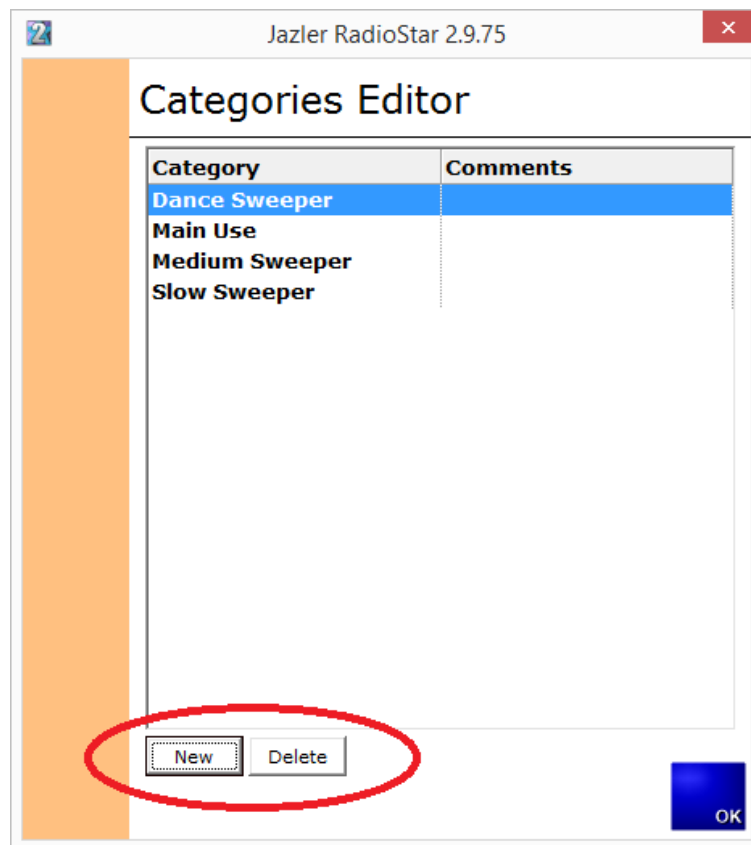 2 Jazler RadioStar 2.9.75 ×
Categories Editor
Category Comments
Dance Sweeper
Main Use
Medium Sweeper
Slow Sweeper
New Delete
OK